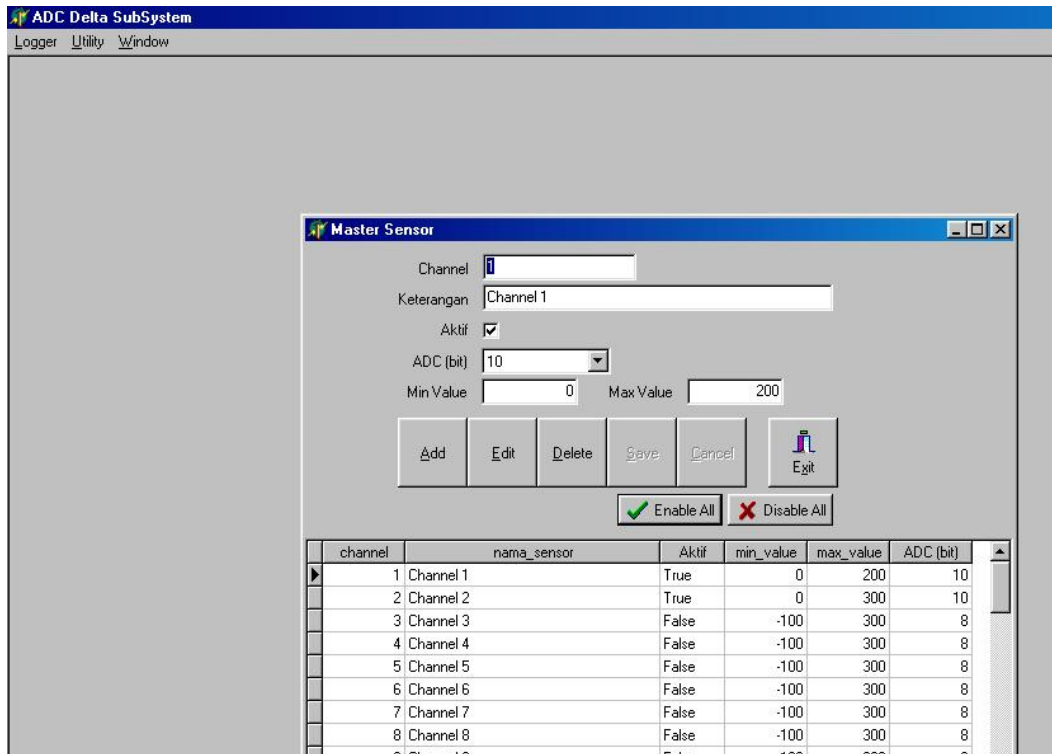 ADC Delta SubSystem
Logger Utility Window
Master Sensor
Channel 1
Keterangan Channel 1
Aktif
ADC (bit) 10
Min Value 0 Max Value 200
Add Edit Delete Save Cancel Exit
Enable All Disable All
channel nama_sensor Aktif min_value max_value ADC (bit)
1 Channel 1 True 0 200 10
2 Channel 2 True 0 300 10
3 Channel 3 False -100 300 8
4 Channel 4 False -100 300 8
5 Channel 5 False -100 300 8
6 Channel 6 False -100 300 8
7 Channel 7 False -100 300 8
8 Channel 8 False -100 300 8